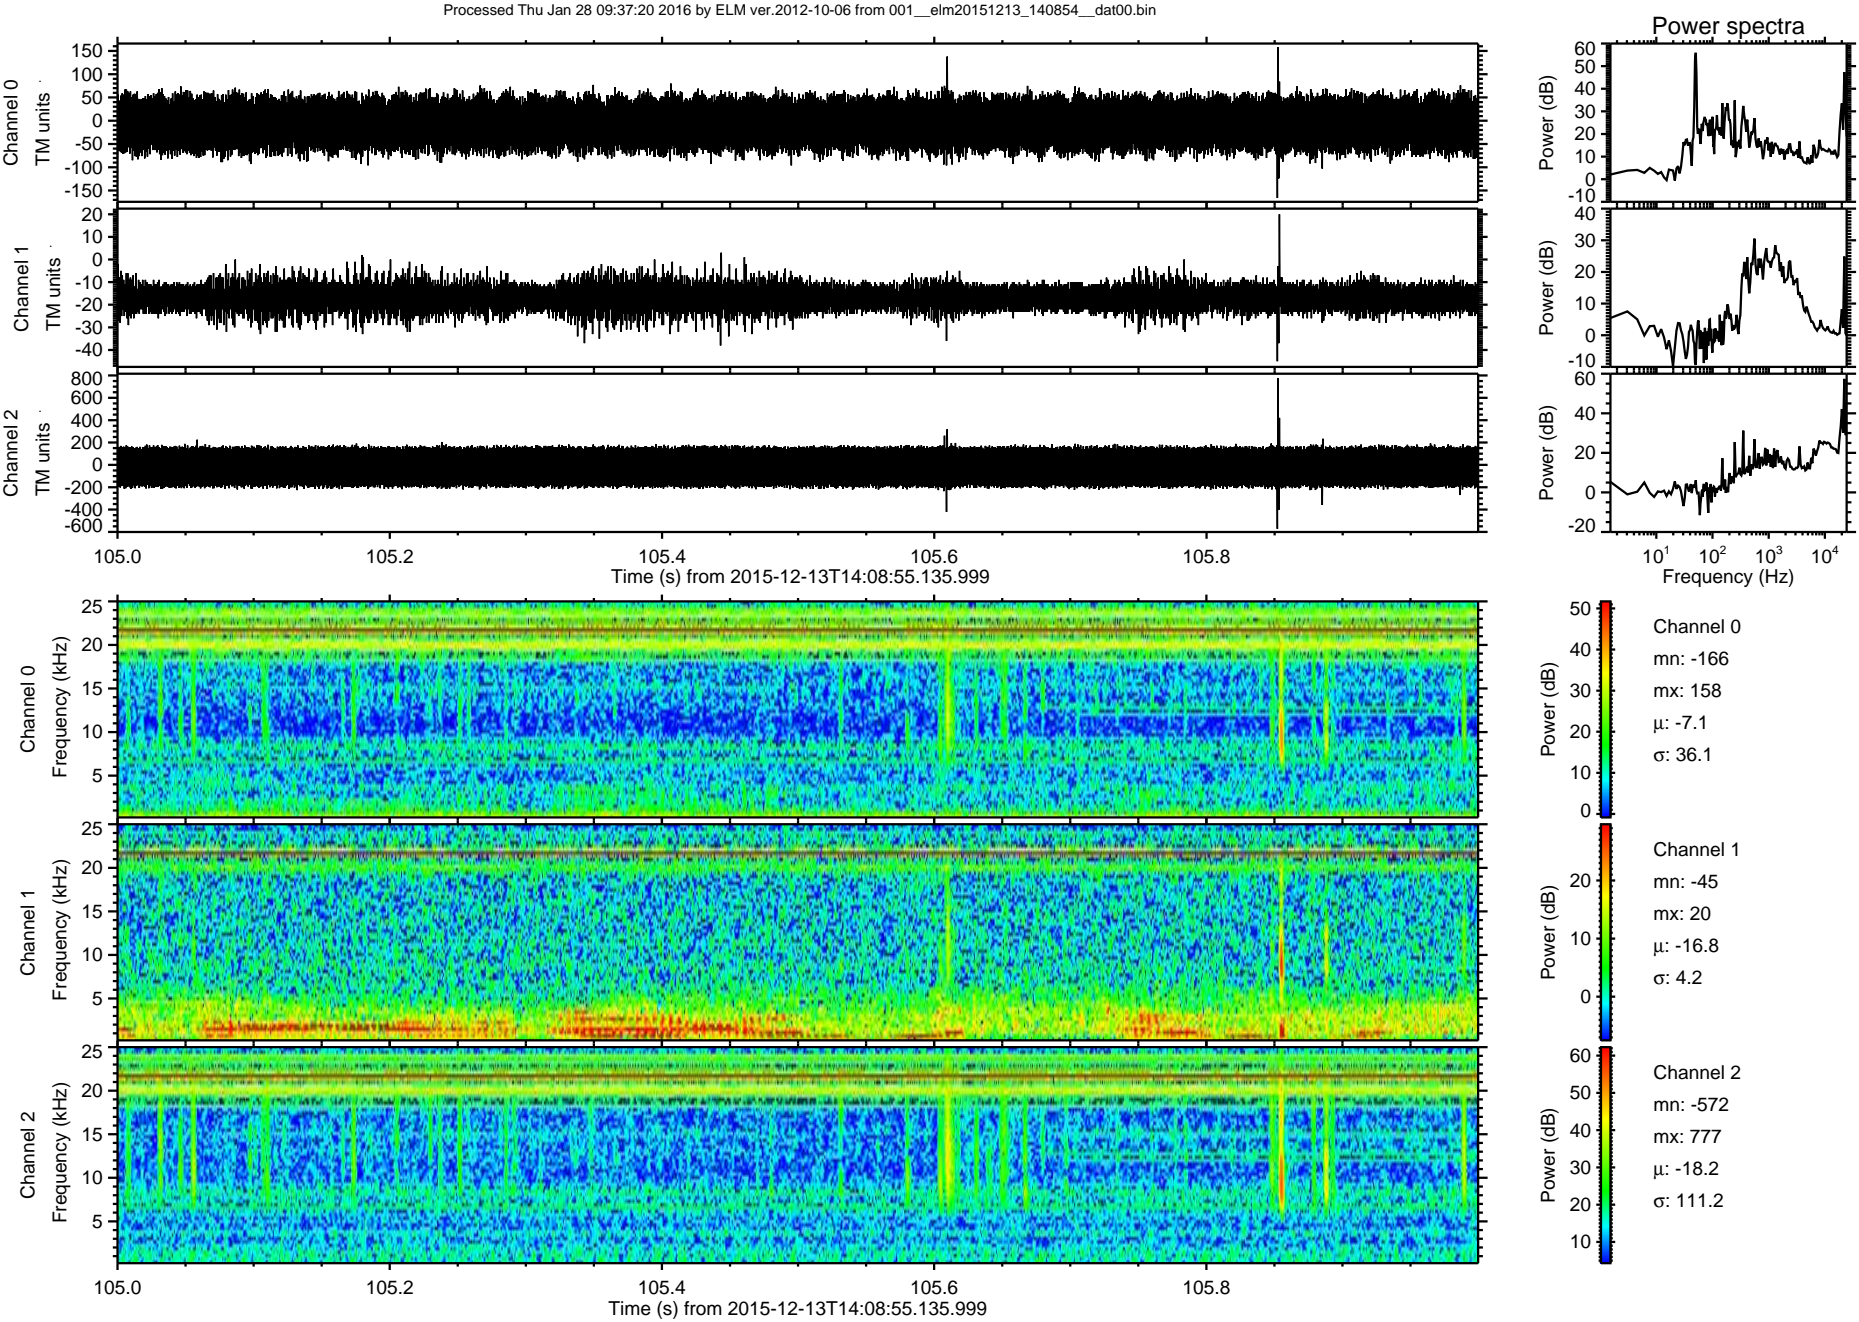 Processed Thu Jan 28 09:37:20 2016 by ELM ver.2012-10-06 from 001__elm20151213_140854__dat00.bin
Power spectra
Channel 0
TM units
150
100
50
0
-50
-100
-150
Power (dB)
60
50
40
30
20
10
0
-10
Channel 1
TM units
20
10
0
-10
-20
-30
-40
Power (dB)
40
30
20
10
0
-10
Channel 2
TM units
800
600
400
200
0
-200
-400
-600
Power (dB)
60
40
20
0
-20
105.0 105.2 105.4 105.6 105.8
Time (s) from 2015-12-13T14:08:55.135.999
10¹ 10² 10³ 10⁴
Frequency (Hz)
Channel 0
Frequency (kHz)
25
20
15
10
5
Power (dB)
50
40
30
20
10
0
Channel 0
mn: -166
mx: 158
μ: -7.1
σ: 36.1
Channel 1
Frequency (kHz)
25
20
15
10
5
Power (dB)
20
10
0
Channel 1
mn: -45
mx: 20
μ: -16.8
σ: 4.2
Channel 2
Frequency (kHz)
25
20
15
10
5
Power (dB)
60
50
40
30
20
10
Channel 2
mn: -572
mx: 777
μ: -18.2
σ: 111.2
105.0 105.2 105.4 105.6 105.8
Time (s) from 2015-12-13T14:08:55.135.999